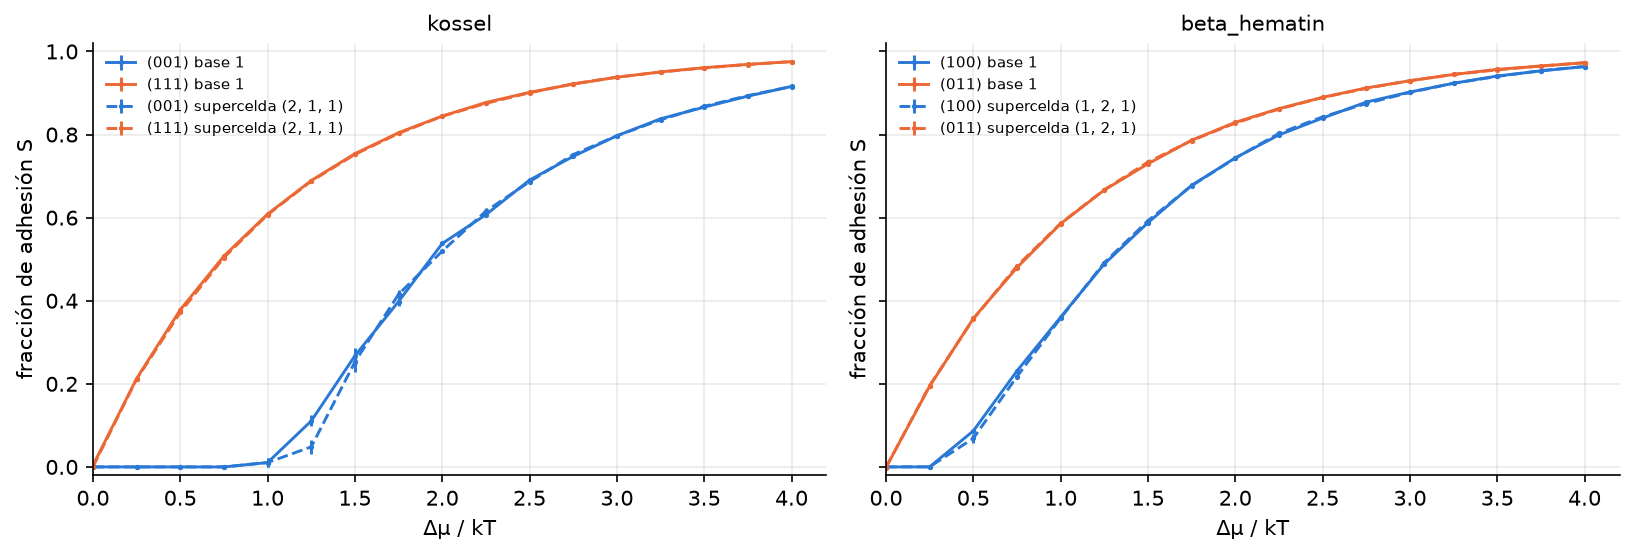 kossel
(001) base 1
(111) base 1
(001) supercelda (2, 1, 1)
(111) supercelda (2, 1, 1)
fracción de adhesión S
1.0
0.8
0.6
0.4
0.2
0.0
0.0 0.5 1.0 1.5 2.0 2.5 3.0 3.5 4.0
Δμ / kT
beta_hematin
(100) base 1
(011) base 1
(100) supercelda (1, 2, 1)
(011) supercelda (1, 2, 1)
fracción de adhesión S
0.0 0.5 1.0 1.5 2.0 2.5 3.0 3.5 4.0
Δμ / kT